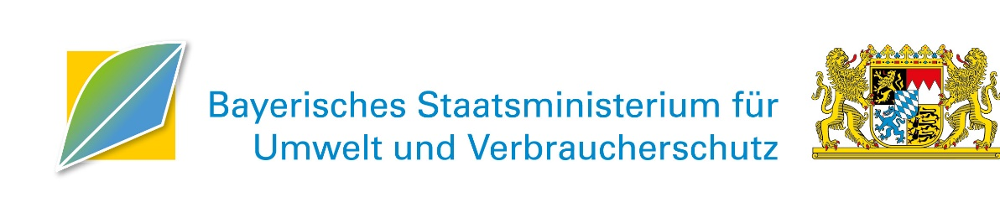 Bayerisches Staatsministerium für
Umwelt und Verbraucherschutz